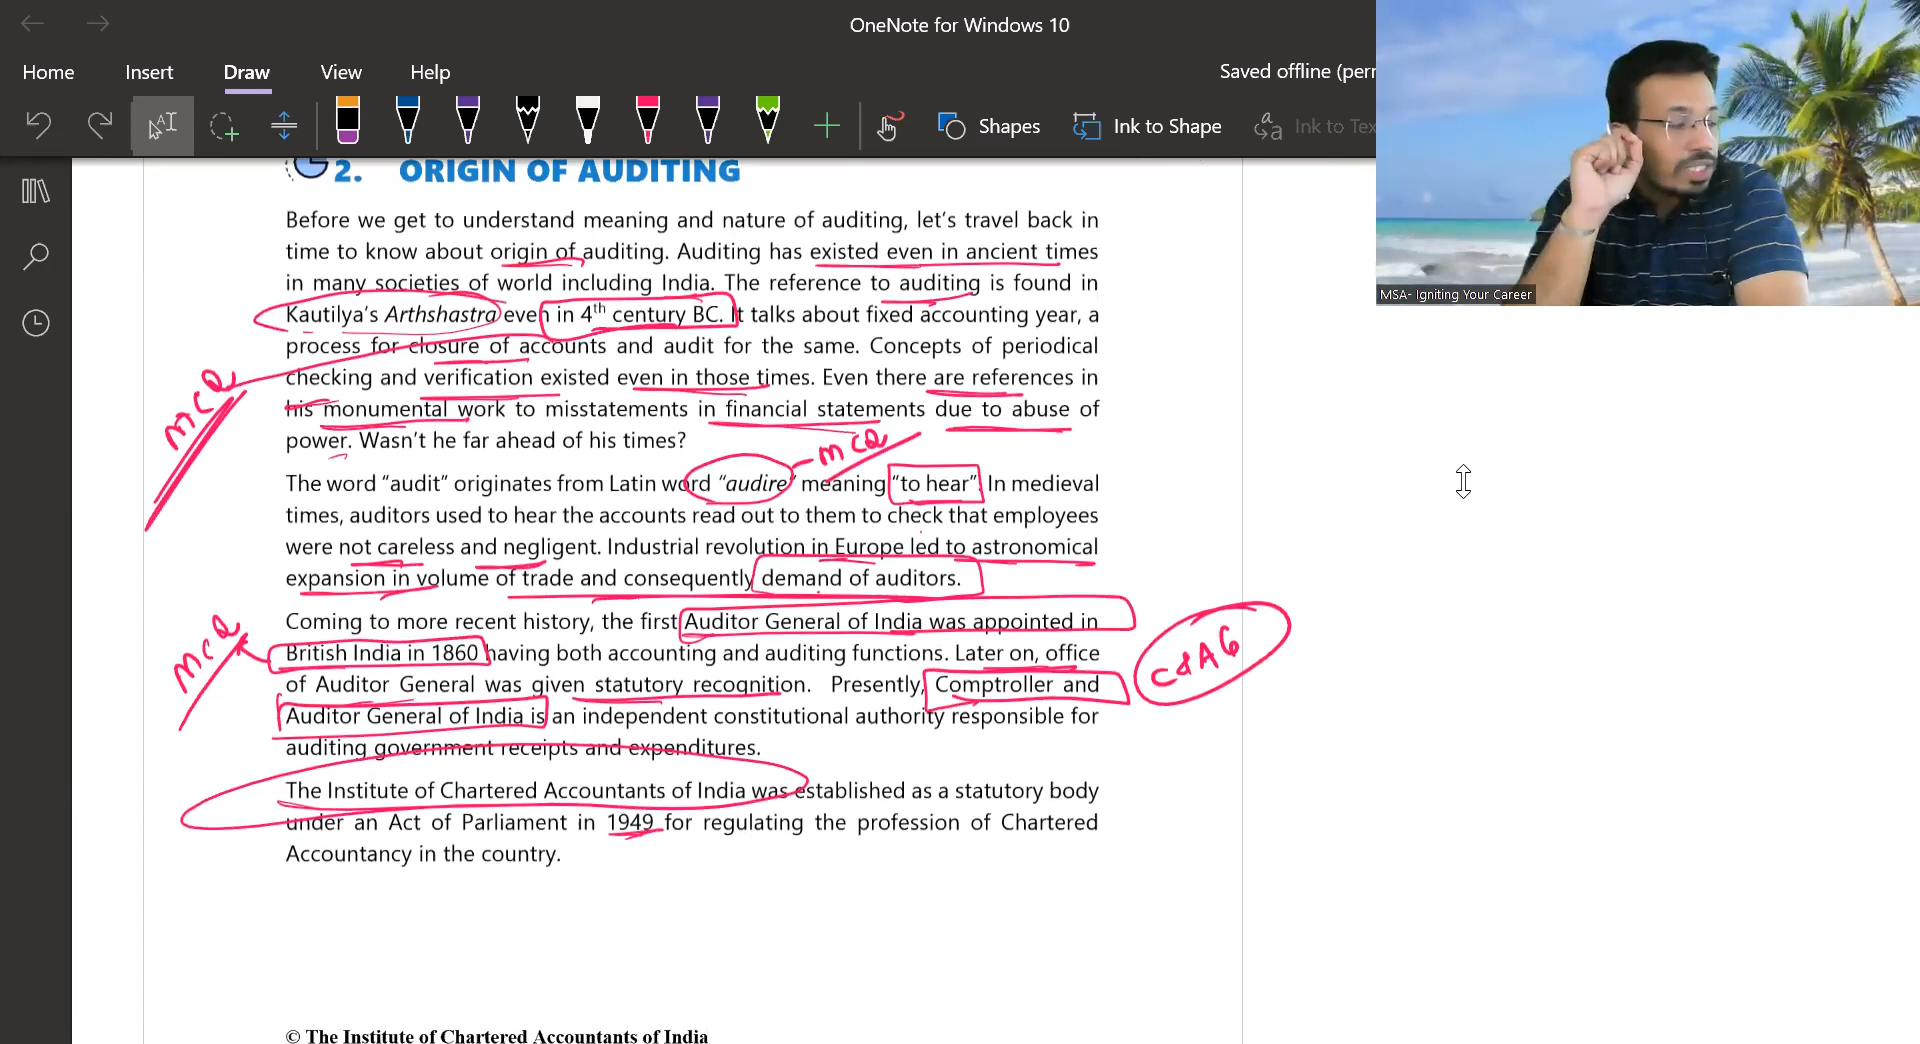 OneNote for Windows 10
Home Insert Draw View Help
Saved offline (per
Shapes Ink to Shape Ink to Tex
MSA- Igniting Your Career
2. ORIGIN OF AUDITING
Before we get to understand meaning and nature of auditing, let's travel back in
time to know about origin of auditing. Auditing has existed even in ancient times
in many societies of world including India. The reference to auditing is found in
Kautilya's Arthshastra even in 4th century BC. It talks about fixed accounting year, a
process for closure of accounts and audit for the same. Concepts of periodical
checking and verification existed even in those times. Even there are references in
his monumental work to misstatements in financial statements due to abuse of
power. Wasn't he far ahead of his times?
MCQ
MCQ
The word "audit" originates from Latin word "audire" meaning "to hear". In medieval
times, auditors used to hear the accounts read out to them to check that employees
were not careless and negligent. Industrial revolution in Europe led to astronomical
expansion in volume of trade and consequently demand of auditors.
Coming to more recent history, the first Auditor General of India was appointed in
British India in 1860 having both accounting and auditing functions. Later on, office
of Auditor General was given statutory recognition. Presently, Comptroller and
Auditor General of India is an independent constitutional authority responsible for
auditing government receipts and expenditures.
MCQ
C&AG
The Institute of Chartered Accountants of India was established as a statutory body
under an Act of Parliament in 1949 for regulating the profession of Chartered
Accountancy in the country.
© The Institute of Chartered Accountants of India